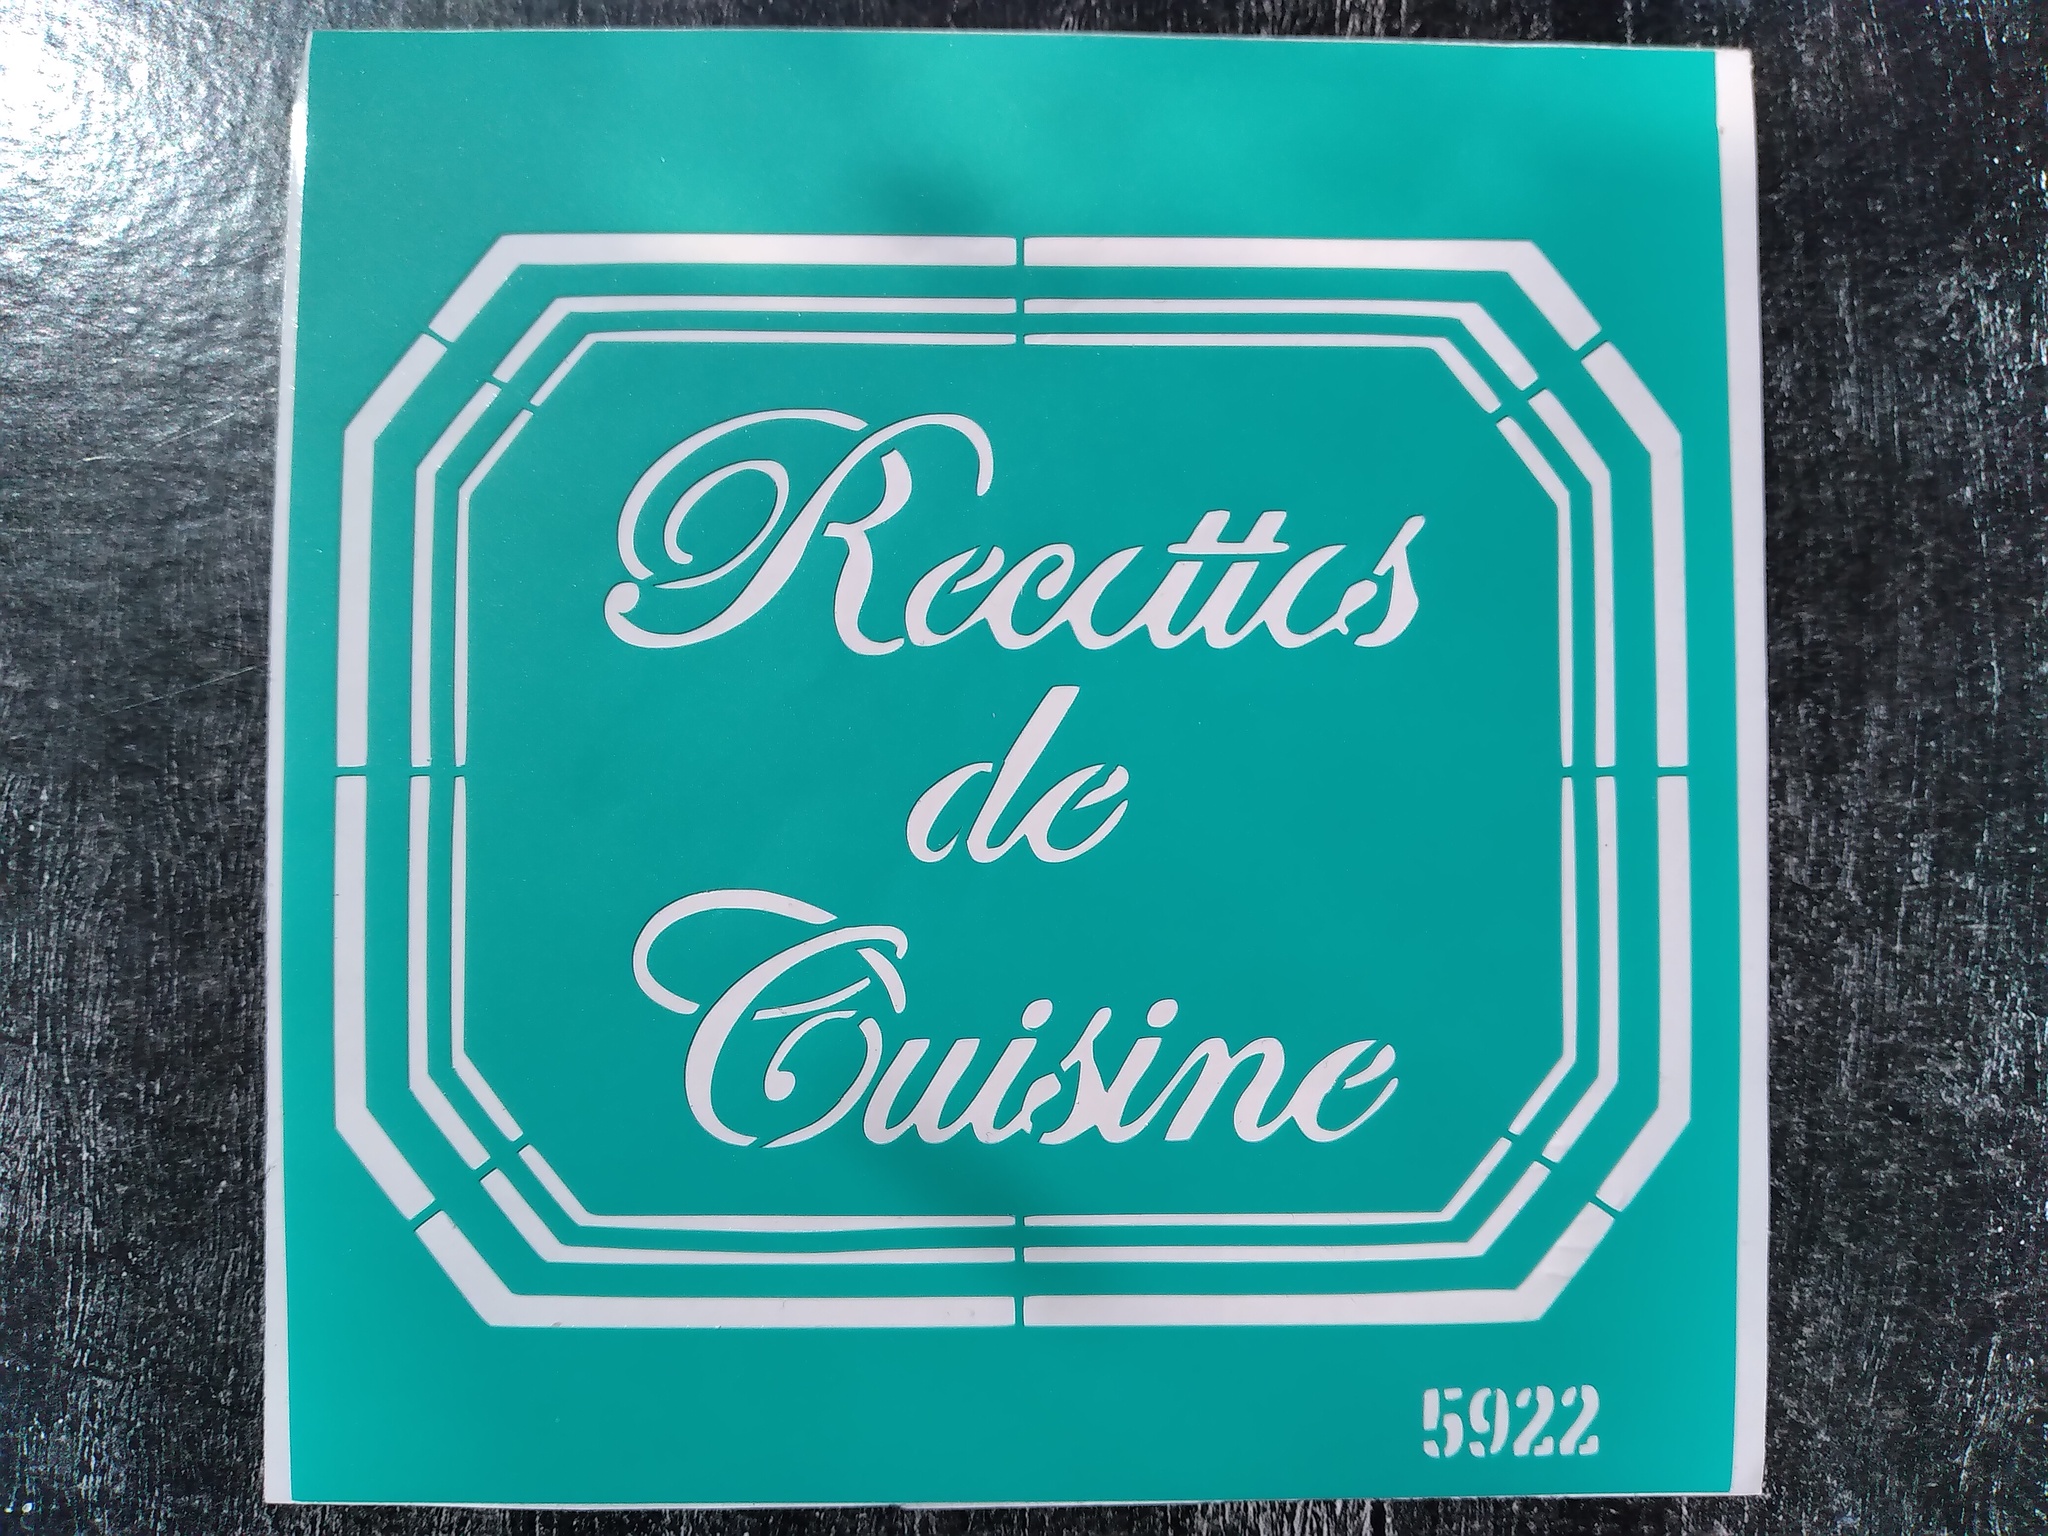 Recettes
de
Cuisine
5922